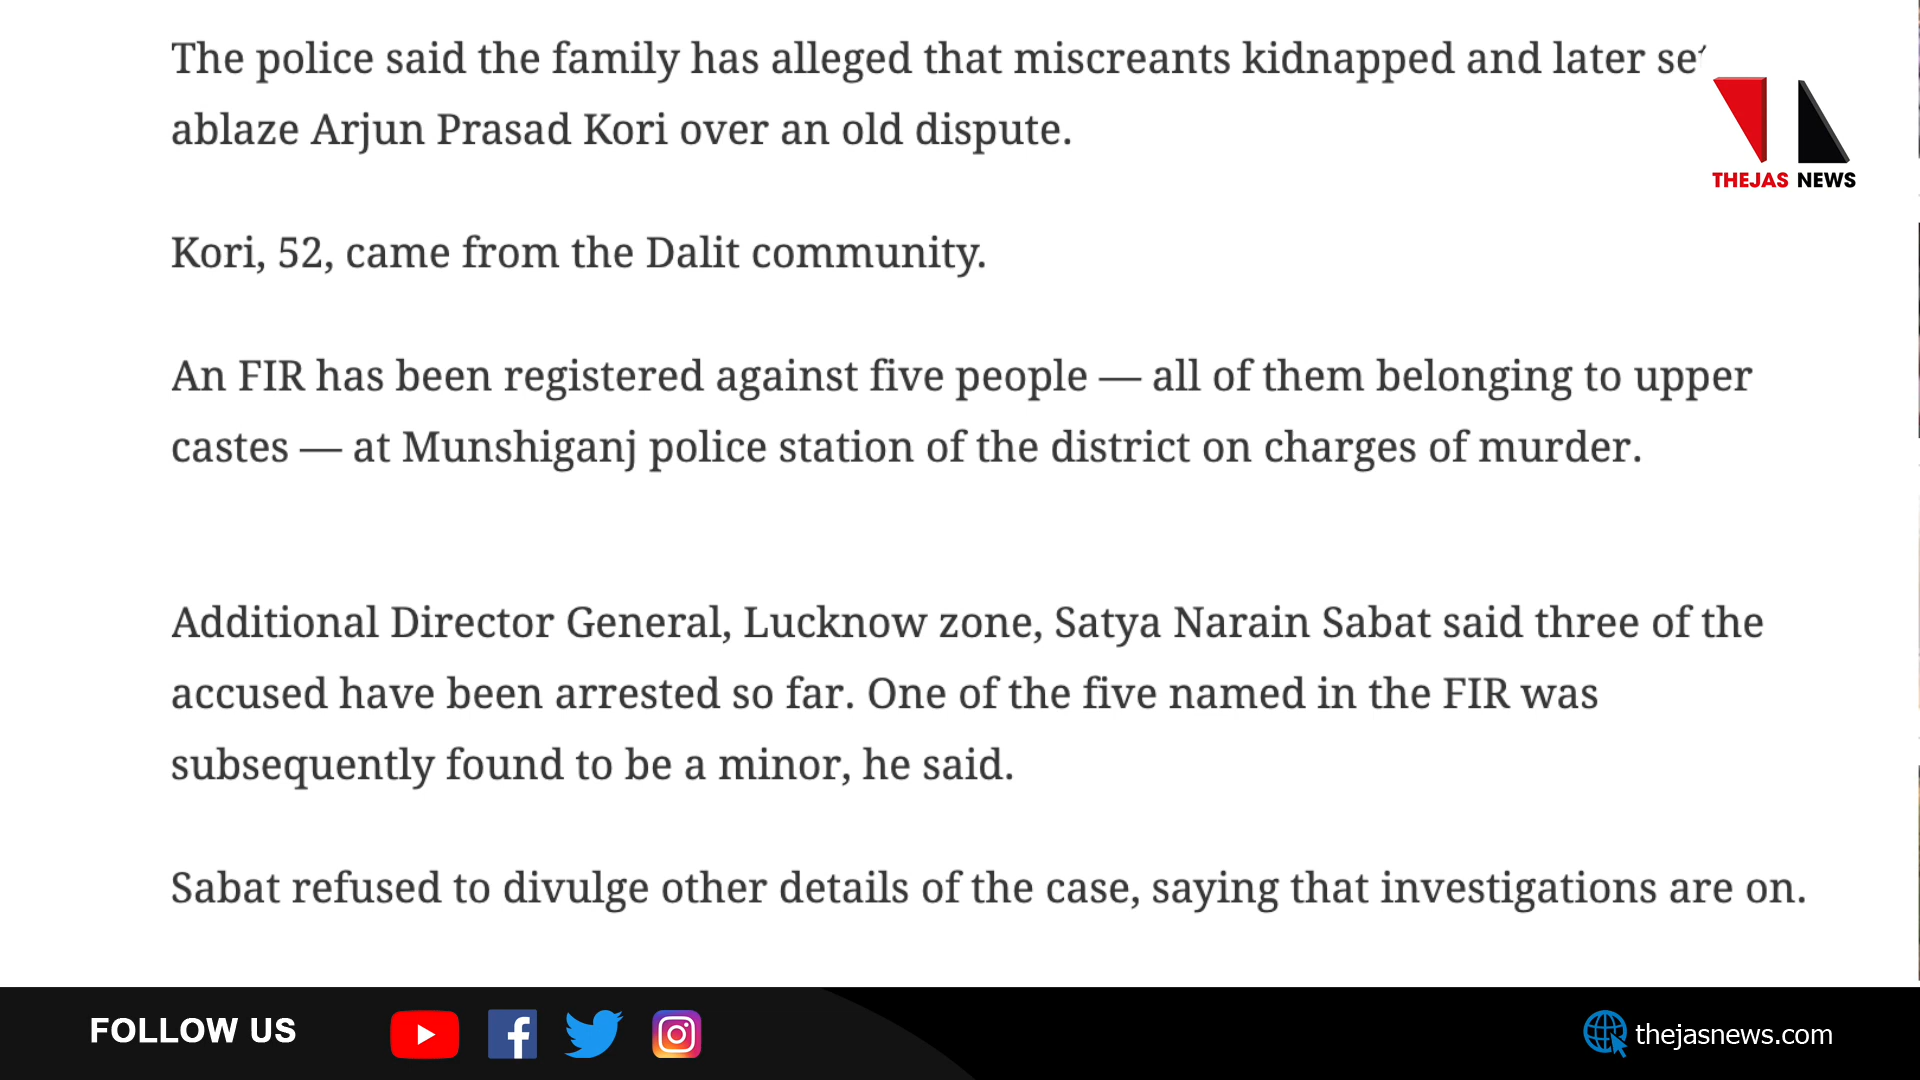 The police said the family has alleged that miscreants kidnapped and later
ablaze Arjun Prasad Kori over an old dispute.
Kori, 52, came from the Dalit community.
An FIR has been registered against five people — all of them belonging to upper
castes — at Munshiganj police station of the district on charges of murder.
Additional Director General, Lucknow zone, Satya Narain Sabat said three of the
accused have been arrested so far. One of the five named in the FIR was
subsequently found to be a minor, he said.
Sabat refused to divulge other details of the case, saying that investigations are on.
THEJAS NEWS
FOLLOW US
thejasnews.com